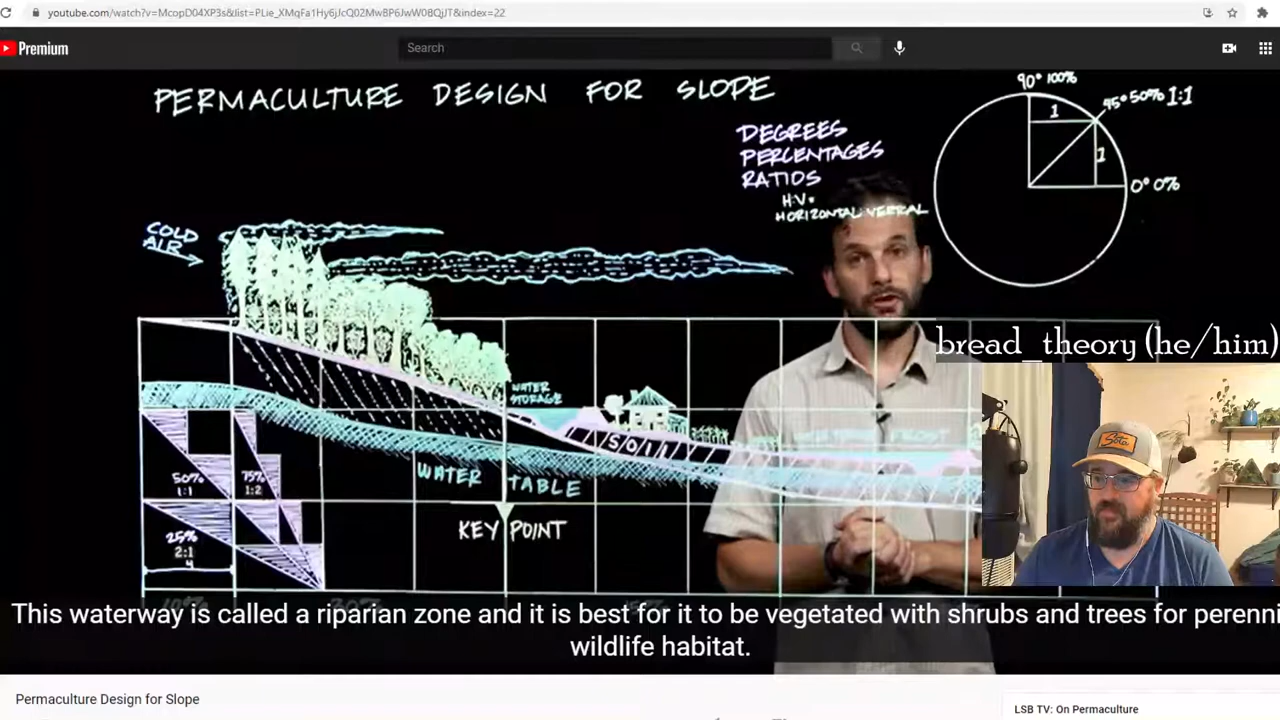 youtube.com/watch?v=McopD04XP3s&list=PLie_XMqFa1Hy6jJcQ02MwBP6JwW08QjJT&index=22
Premium
Search
PERMACULTURE DESIGN FOR SLOPE
90° 100%
45° 50% 1:1
1
1
0° 0%
DEGREES
PERCENTAGES
RATIOS
H:V=
HORIZONTAL:VERRAL
COLD
AIR
bread_theory (he/him)
WATER
STORAGE
SOIL
WATER TABLE
50%
1:1
75%
1:2
KEY POINT
25%
2:1
4
This waterway is called a riparian zone and it is best for it to be vegetated with shrubs and trees for perenni
wildlife habitat.
Permaculture Design for Slope
LSB TV: On Permaculture